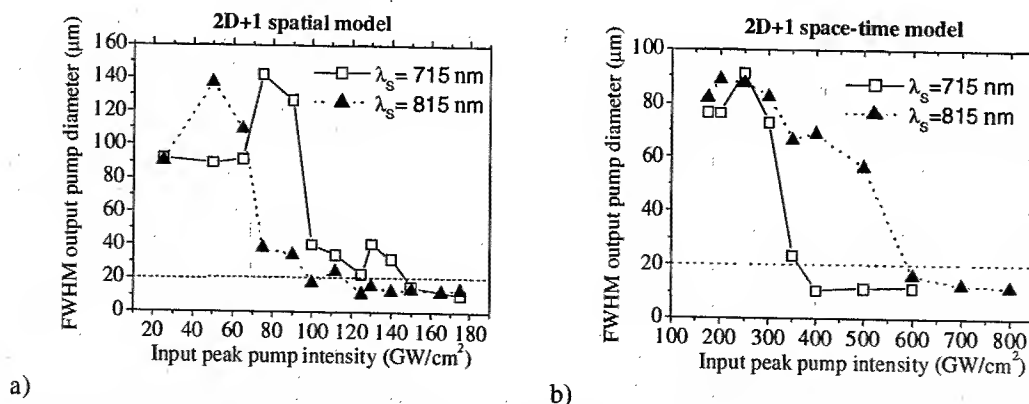 2D+1 spatial model
FWHM output pump diameter (μm)
160
140
120
100
80
60
40
20
0
λs= 715 nm
λs= 815 nm
20 40 60 80 100 120 140 160 180
Input peak pump intensity (GW/cm²)
a)
2D+1 space-time model
FWHM output pump diameter (μm)
100
80
60
40
20
0
λs=715 nm
λs=815 nm
100 200 300 400 500 600 700 800
Input peak pump intensity (GW/cm²)
b)